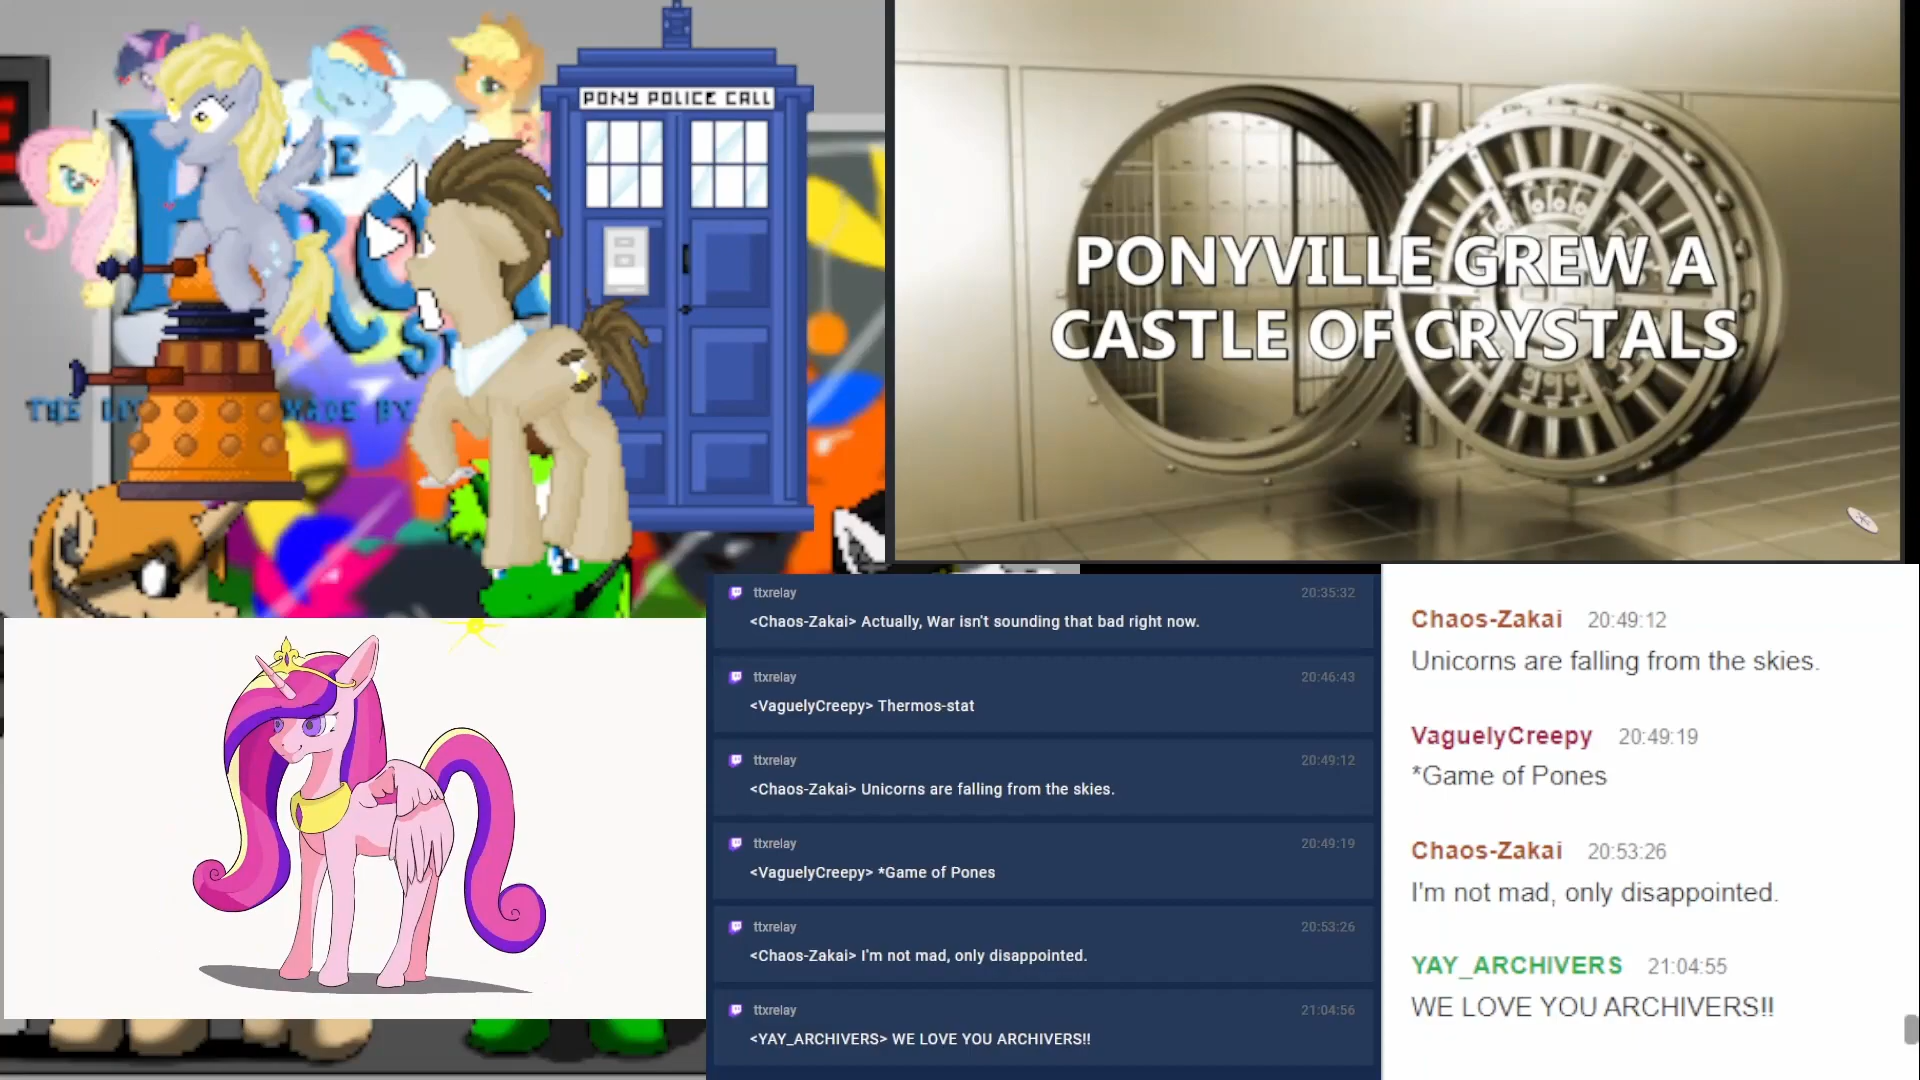 PONY POLICE CALL
THE
MADE BY
PONYVILLE GREW A
CASTLE OF CRYSTALS
ttxrelay 20:35:32
<Chaos-Zakai> Actually, War isn't sounding that bad right now.
ttxrelay 20:46:43
<VaguelyCreepy> Thermos-stat
ttxrelay 20:49:12
<Chaos-Zakai> Unicorns are falling from the skies.
ttxrelay 20:49:19
<VaguelyCreepy> *Game of Pones
ttxrelay 20:53:26
<Chaos-Zakai> I'm not mad, only disappointed.
ttxrelay 21:04:56
<YAY_ARCHIVERS> WE LOVE YOU ARCHIVERS!!
Chaos-Zakai 20:49:12
Unicorns are falling from the skies.
VaguelyCreepy 20:49:19
*Game of Pones
Chaos-Zakai 20:53:26
I'm not mad, only disappointed.
YAY_ARCHIVERS 21:04:55
WE LOVE YOU ARCHIVERS!!